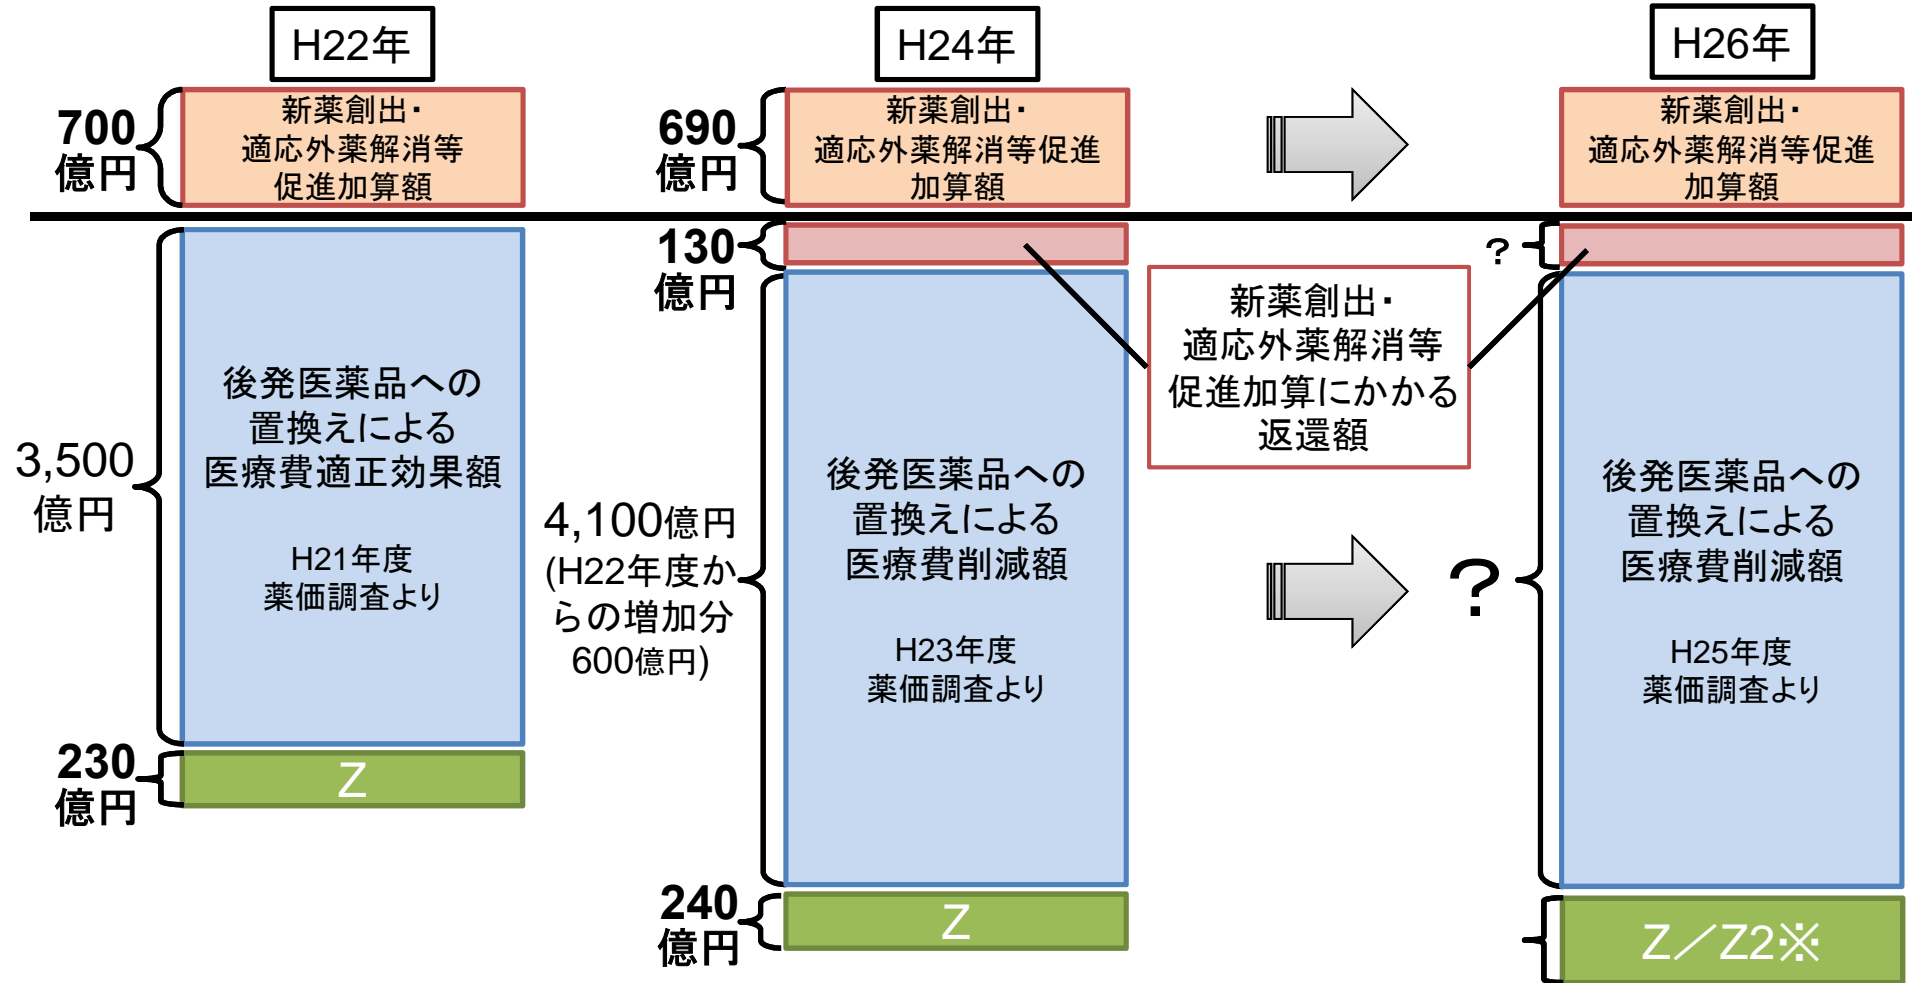 H22年
700
億円
新薬創出・
適応外薬解消等
促進加算額
3,500
億円
後発医薬品への
置換えによる
医療費適正効果額
H21年度
薬価調査より
230
億円
Z
H24年
690
億円
新薬創出・
適応外薬解消等促進
加算額
130
億円
4,100億円
(H22年度か
らの増加分
600億円)
後発医薬品への
置換えによる
医療費削減額
H23年度
薬価調査より
240
億円
Z
新薬創出・
適応外薬解消等
促進加算にかかる
返還額
H26年
新薬創出・
適応外薬解消等促進
加算額
?
?
後発医薬品への
置換えによる
医療費削減額
H25年度
薬価調査より
Z／Z2※